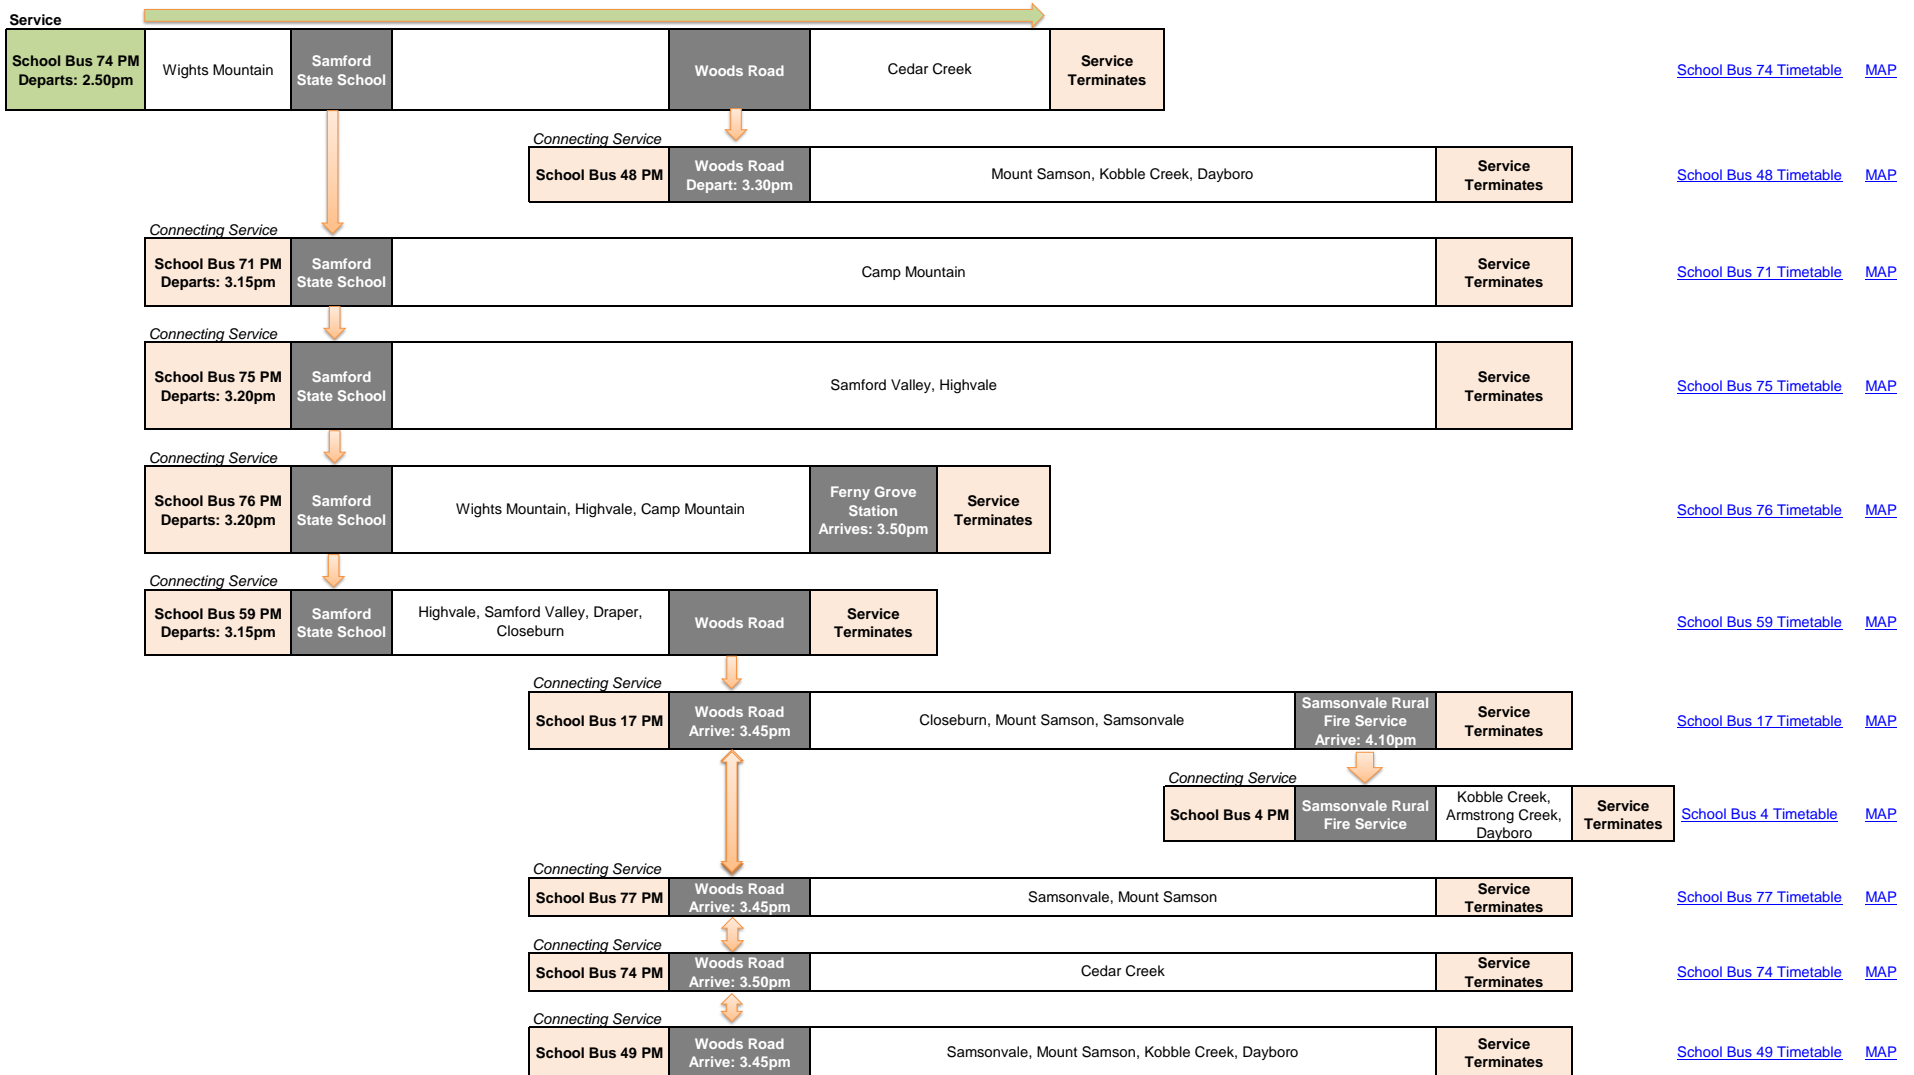 Service
School Bus 74 PM
Departs: 2.50pm
Wights Mountain
Samford
State School
Woods Road
Cedar Creek
Service
Terminates
School Bus 74 Timetable
MAP
Connecting Service
School Bus 48 PM
Woods Road
Depart: 3.30pm
Mount Samson, Kobble Creek, Dayboro
Service
Terminates
School Bus 48 Timetable
MAP
Connecting Service
School Bus 71 PM
Departs: 3.15pm
Samford
State School
Camp Mountain
Service
Terminates
School Bus 71 Timetable
MAP
Connecting Service
School Bus 75 PM
Departs: 3.20pm
Samford
State School
Samford Valley, Highvale
Service
Terminates
School Bus 75 Timetable
MAP
Connecting Service
School Bus 76 PM
Departs: 3.20pm
Samford
State School
Wights Mountain, Highvale, Camp Mountain
Ferny Grove
Station
Arrives: 3.50pm
Service
Terminates
School Bus 76 Timetable
MAP
Connecting Service
School Bus 59 PM
Departs: 3.15pm
Samford
State School
Highvale, Samford Valley, Draper,
Closeburn
Woods Road
Service
Terminates
School Bus 59 Timetable
MAP
Connecting Service
School Bus 17 PM
Woods Road
Arrive: 3.45pm
Closeburn, Mount Samson, Samsonvale
Samsonvale Rural
Fire Service
Arrive: 4.10pm
Service
Terminates
School Bus 17 Timetable
MAP
Connecting Service
School Bus 4 PM
Samsonvale Rural
Fire Service
Kobble Creek,
Armstrong Creek,
Dayboro
Service
Terminates
School Bus 4 Timetable
MAP
Connecting Service
School Bus 77 PM
Woods Road
Arrive: 3.45pm
Samsonvale, Mount Samson
Service
Terminates
School Bus 77 Timetable
MAP
Connecting Service
School Bus 74 PM
Woods Road
Arrive: 3.50pm
Cedar Creek
Service
Terminates
School Bus 74 Timetable
MAP
Connecting Service
School Bus 49 PM
Woods Road
Arrive: 3.45pm
Samsonvale, Mount Samson, Kobble Creek, Dayboro
Service
Terminates
School Bus 49 Timetable
MAP